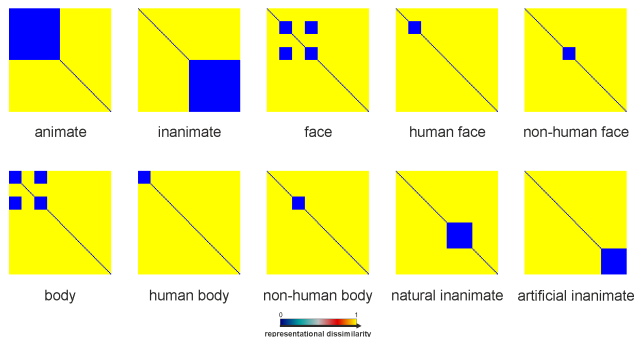 animate inanimate face human face non-human face
body human body non-human body natural inanimate artificial inanimate
0 1
representational dissimilarity